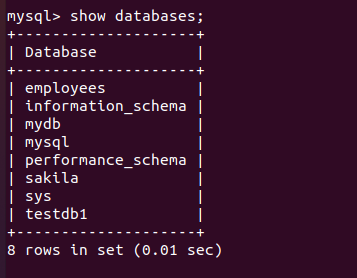 mysql> show databases;
+--------------------+
| Database           |
+--------------------+
| employees          |
| information_schema |
| mydb               |
| mysql              |
| performance_schema |
| sakila             |
| sys                |
| testdb1            |
+--------------------+
8 rows in set (0.01 sec)